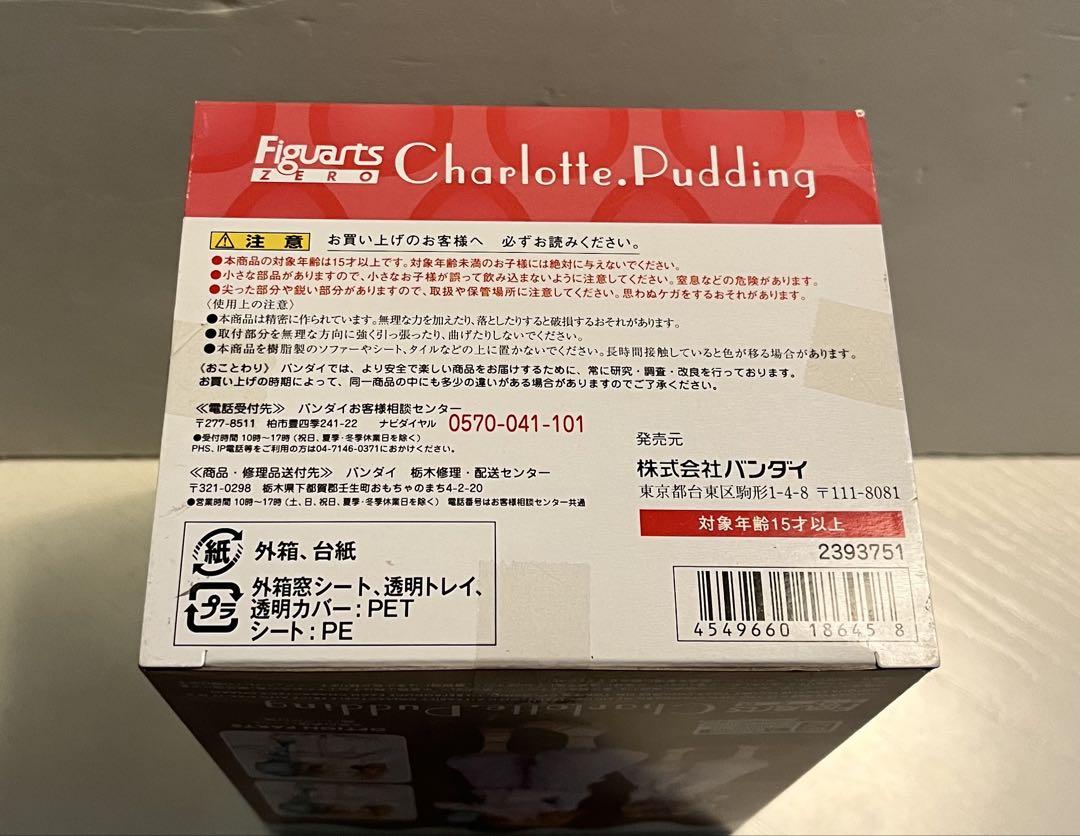 Figuarts ZERO Charlotte.Pudding
⚠ 注意 お買い上げのお客様へ 必ずお読みください。
●本商品の対象年齢は15才以上です。対象年齢未満のお子様には絶対に与えないでください。
●小さな部品がありますので、小さなお子様が誤って飲み込まないように注意してください。窒息などの危険があります。
●尖った部分や鋭い部分がありますので、取扱や保管場所に注意してください。思わぬケガをするおそれがあります。
〈使用上の注意〉
●本商品は精密に作られています。無理な力を加えたり、落としたりすると破損するおそれがあります。
●取付部分を無理な方向に強く引っ張ったり、曲げたりしないでください。
●本商品を樹脂製のソファーやシート、タイルなどの上に置かないでください。長時間接触していると色が移る場合があります。
〈おことわり〉 バンダイでは、より安全で楽しい商品をお届けするために、常に研究・調査・改良を行っております。
お買い上げの時期によって、同一商品の中にも多少の違いがある場合がありますのでご了承ください。
≪電話受付先≫ バンダイお客様相談センター
〒277-8511 柏市豊四季241-22 ナビダイヤル 0570-041-101
●受付時間 10時〜17時(祝日、夏季・冬季休業日を除く)
PHS、IP電話等をご利用の方は04-7146-0371におかけください。
≪商品・修理品送付先≫ バンダイ 栃木修理・配送センター
〒321-0298 栃木県下都賀郡壬生町おもちゃのまち4-2-20
●営業時間 10時〜17時(土、日、祝日、夏季・冬季休業日を除く) 電話番号はお客様相談センター共通
発売元
株式会社バンダイ
東京都台東区駒形1-4-8 〒111-8081
対象年齢15才以上
2393751
4549660 18645 8
紙 外箱、台紙
プラ 外箱窓シート、透明トレイ、
透明カバー:PET
シート:PE
Figuarts Charlotte.Pudding
OPTION PARTS